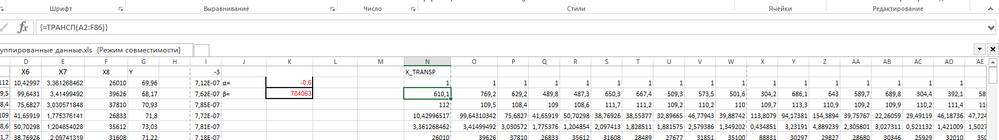 Шрифт Выравнивание Число Стили Ячейки Редактирование
fx {=ТРАНСП(A2:F86)}
уппированные данные.xls [Режим совместимости]
D E F G H I J K L M N O P Q R S T U V W X Y Z AA AB AC AD AE
X6 X7 X8 Y -3 X_TRANSP
112 10,42997 3,361268462 26010 69,96 7,12E-07 α= -0,6 1 1 1 1 1 1 1 1 1 1 1 1 1 1 1 1 1
9,5 99,6431 3,41499492 39626 68,17 7,62E-07 β= 784063 610,1 769,2 629,2 489,8 487,3 650,3 667,4 509,3 573,5 501,6 304,2 686,1 643 589,7 689,8 304,4 392,1 58
8,4 75,6827 3,030571848 37810 70,93 7,85E-07 112 109,5 108,4 109 108,6 111,7 111,2 109,2 110,2 110 109,7 113,3 110,9 109,2 109,9 110,2 111,4 11
109 41,65919 1,775376141 26833 71,8 7,72E-07 10,42996517 99,64310342 75,6827 41,65919 50,70298 38,76926 38,55377 32,89665 46,77943 39,88742 113,8079 94,17381 154,3894 39,75767 22,26059 29,49119 46,18736 47,724
8,6 50,70298 1,204854028 35612 73,03 7,81E-07 3,361268462 3,41499492 3,030572 1,775376 1,204854 2,097413 1,828511 1,881575 2,579386 1,349202 0,434851 3,23191 4,889239 2,305801 3,027311 0,521132 1,421009 1,5027
1,7 38,76926 2,09741319 31608 71,22 7,18E-07 26010 39626 37810 26833 35612 31608 28489 27677 31851 35100 88831 30297 29827 28680 30346 25929 32010 350